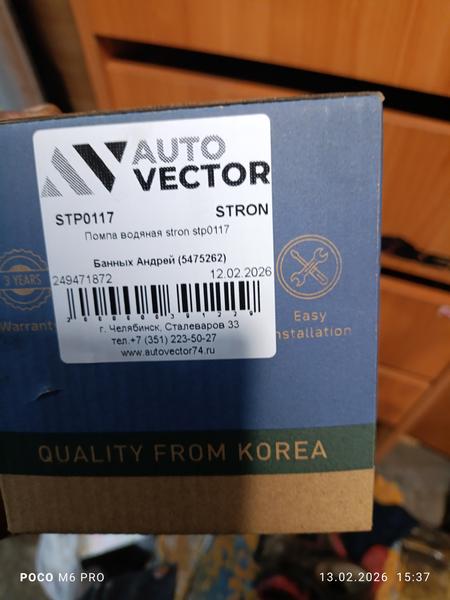 AUTO
VECTOR
STP0117 STRON
Помпа водяная stron stp0117
Банных Андрей (5475262)
249471872 12.02.2026
г. Челябинск, Сталеваров 33
тел.+7 (351) 223-50-27
www.autovector74.ru
3 YEARS
Warrant
Easy
nstallation
QUALITY FROM KOREA
POCO M6 PRO 13.02.2026 15:37